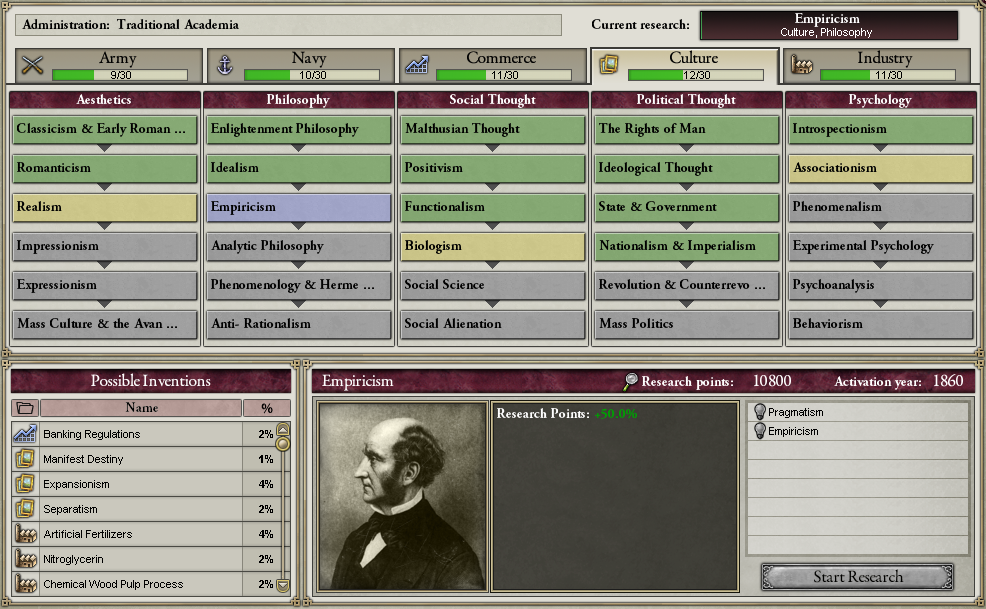 Administration: Traditional Academia
Current research:
Empiricism
Culture, Philosophy
Army
9/30
Navy
10/30
Commerce
11/30
Culture
12/30
Industry
11/30
Aesthetics
Philosophy
Social Thought
Political Thought
Psychology
Classicism & Early Roman ...
Enlightenment Philosophy
Malthusian Thought
The Rights of Man
Introspectionism
Romanticism
Idealism
Positivism
Ideological Thought
Associationism
Realism
Empiricism
Functionalism
State & Government
Phenomenalism
Impressionism
Analytic Philosophy
Biologism
Nationalism & Imperialism
Experimental Psychology
Expressionism
Phenomenology & Herme ...
Social Science
Revolution & Counterrevo ...
Psychoanalysis
Mass Culture & the Avan ...
Anti- Rationalism
Social Alienation
Mass Politics
Behaviorism
Possible Inventions
Name %
Banking Regulations 2%
Manifest Destiny 1%
Expansionism 4%
Separatism 2%
Artificial Fertilizers 4%
Nitroglycerin 2%
Chemical Wood Pulp Process 2%
Empiricism
Research points: 10800
Activation year: 1860
Research Points: +50.0%
Pragmatism
Empiricism
Start Research